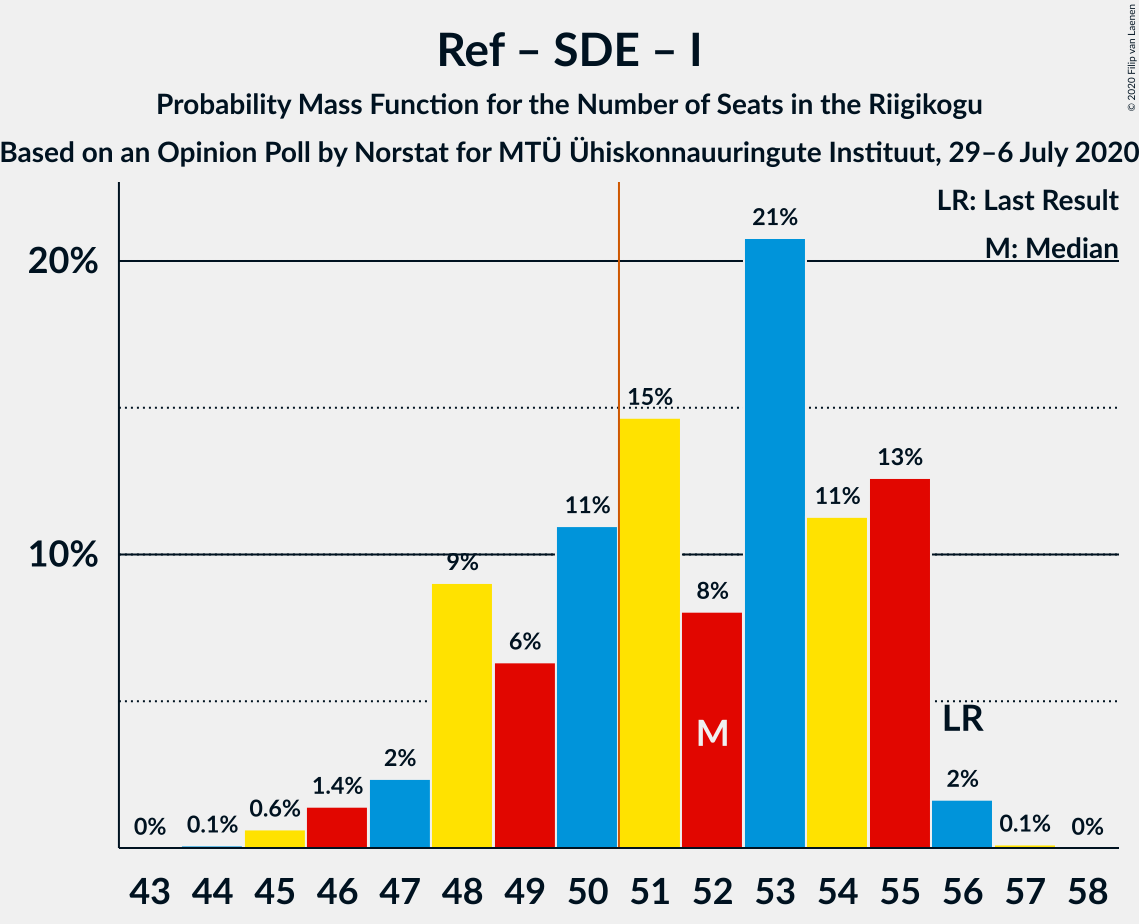 Ref – SDE – I
Probability Mass Function for the Number of Seats in the Riigikogu
Based on an Opinion Poll by Norstat for MTÜ Ühiskonnauuringute Instituut, 29–6 July 2020
© 2020 Filip van Laenen
LR: Last Result
M: Median
20%
10%
0%
0.1%
0.6%
1.4%
2%
9%
6%
11%
15%
8%
21%
11%
13%
2%
0.1%
0%
M
LR
43 44 45 46 47 48 49 50 51 52 53 54 55 56 57 58